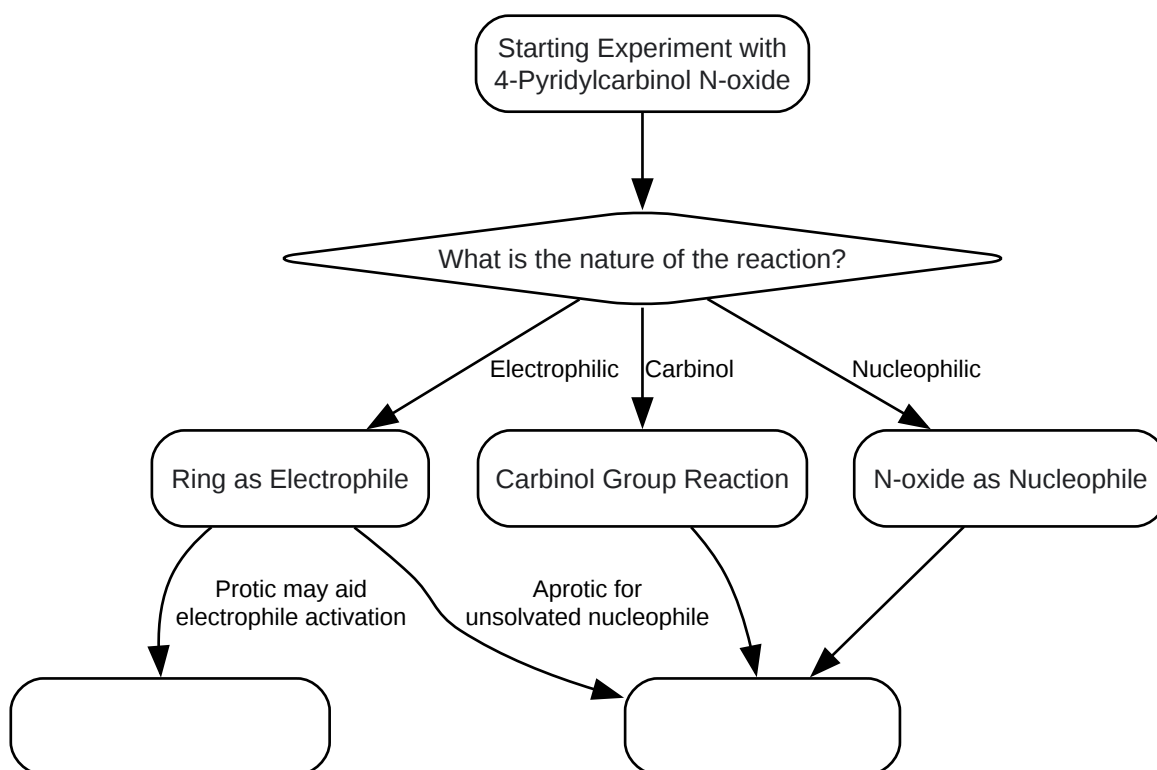 Starting Experiment with
4-Pyridylcarbinol N-oxide
What is the nature of the reaction?
Electrophilic
Carbinol
Nucleophilic
Ring as Electrophile
Carbinol Group Reaction
N-oxide as Nucleophile
Protic may aid
electrophile activation
Aprotic for
unsolvated nucleophile